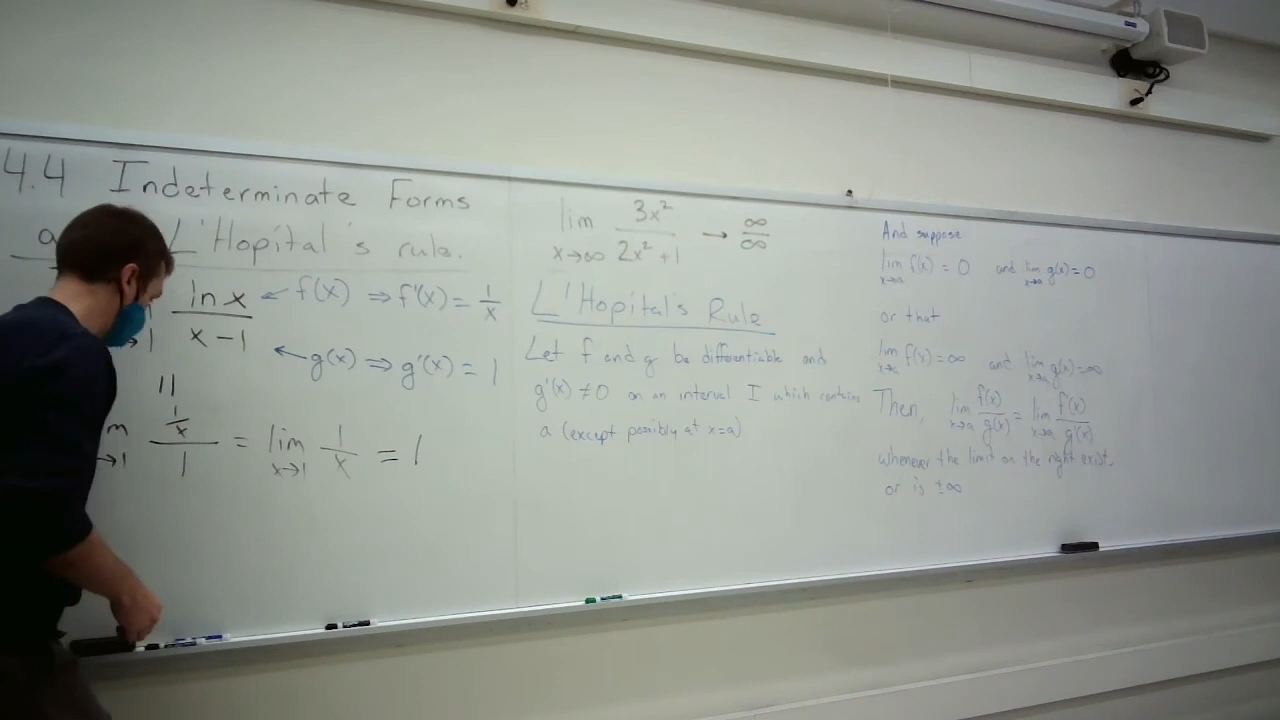 4.4 Indeterminate Forms
a L'Hopital's rule.
ln x ← f(x) ⇒ f'(x) = 1/x
→1 x-1 ← g(x) ⇒ g'(x) = 1
||
m →1 (1/x)/1 = lim x→1 1/x = 1
lim x→∞ 3x²/(2x²+1) → ∞/∞
L'Hopital's Rule
Let f and g be differentiable and
g'(x) ≠ 0 on an interval I which contains
a (except possibly at x=a)
And suppose
lim x→a f(x) = 0 and lim x→a g(x) = 0
or that
lim x→a f(x) = ∞ and lim x→a g(x) = ∞
Then, lim x→a f(x)/g(x) = lim x→a f'(x)/g'(x)
whenever the limit on the right exist.
or is ±∞